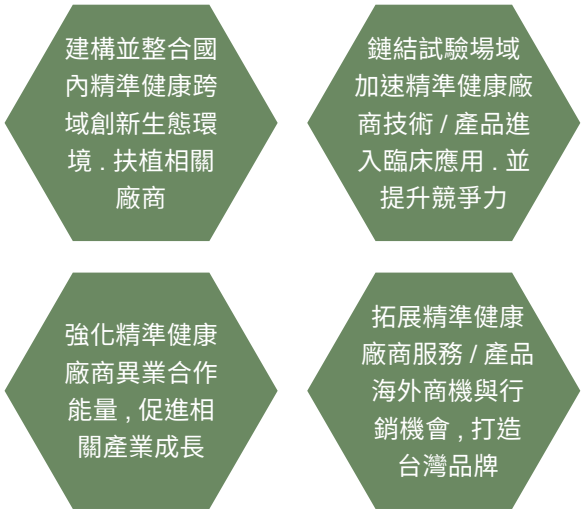 建構並整合國
內精準健康跨
域創新生態環
境 . 扶植相關
廠商
鏈結試驗場域
加速精準健康廠
商技術 / 產品進
入臨床應用 . 並
提升競爭力
強化精準健康
廠商異業合作
能量 , 促進相
關產業成長
拓展精準健康
廠商服務 / 產品
海外商機與行
銷機會 , 打造
台灣品牌